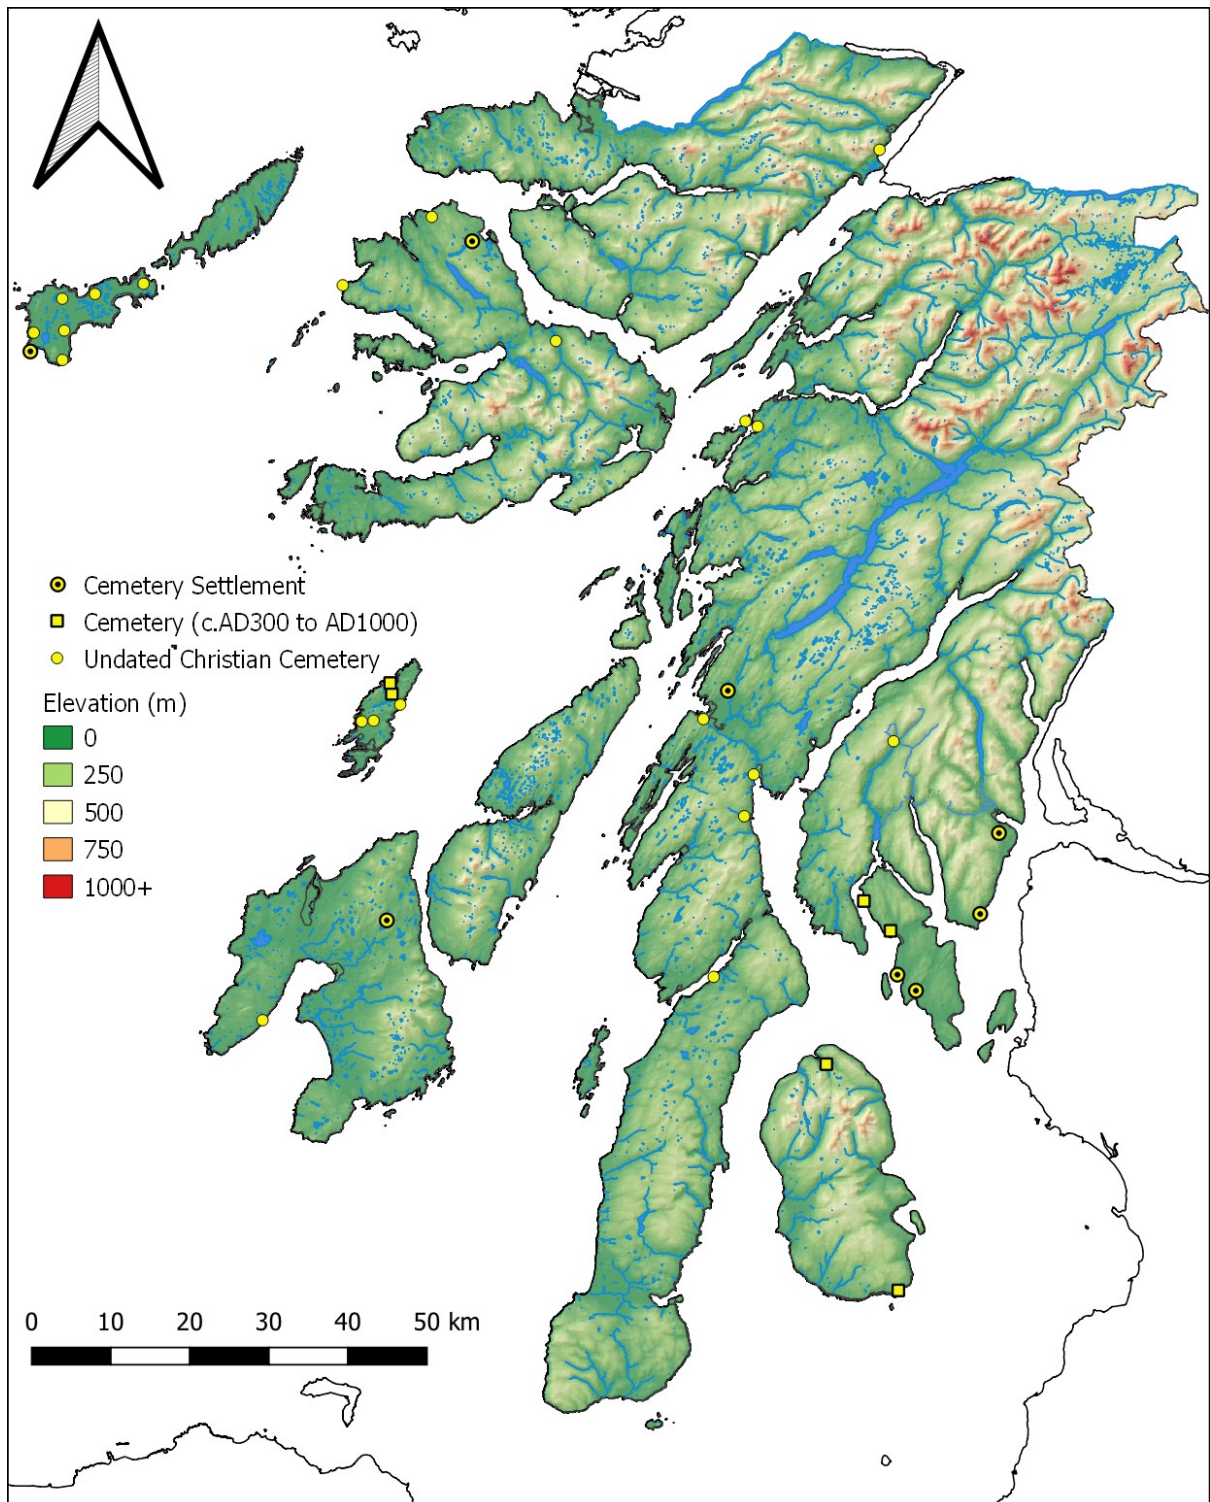 Cemetery Settlement
Cemetery (c.AD300 to AD1000)
Undated Christian Cemetery
Elevation (m)
0
250
500
750
1000+
0 10 20 30 40 50 km